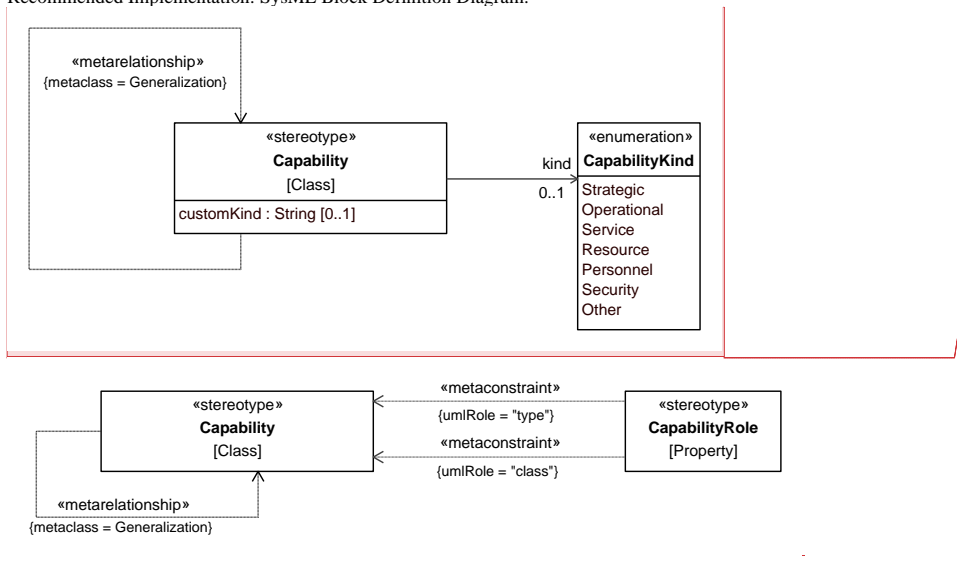 Recommended Implementation: SysML Block Definition Diagram.
«metarelationship»
{metaclass = Generalization}
«stereotype»
Capability
[Class]
customKind : String [0..1]
kind
0..1
«enumeration»
CapabilityKind
Strategic
Operational
Service
Resource
Personnel
Security
Other
«stereotype»
Capability
[Class]
«metarelationship»
{metaclass = Generalization}
«metaconstraint»
{umlRole = "type"}
«metaconstraint»
{umlRole = "class"}
«stereotype»
CapabilityRole
[Property]